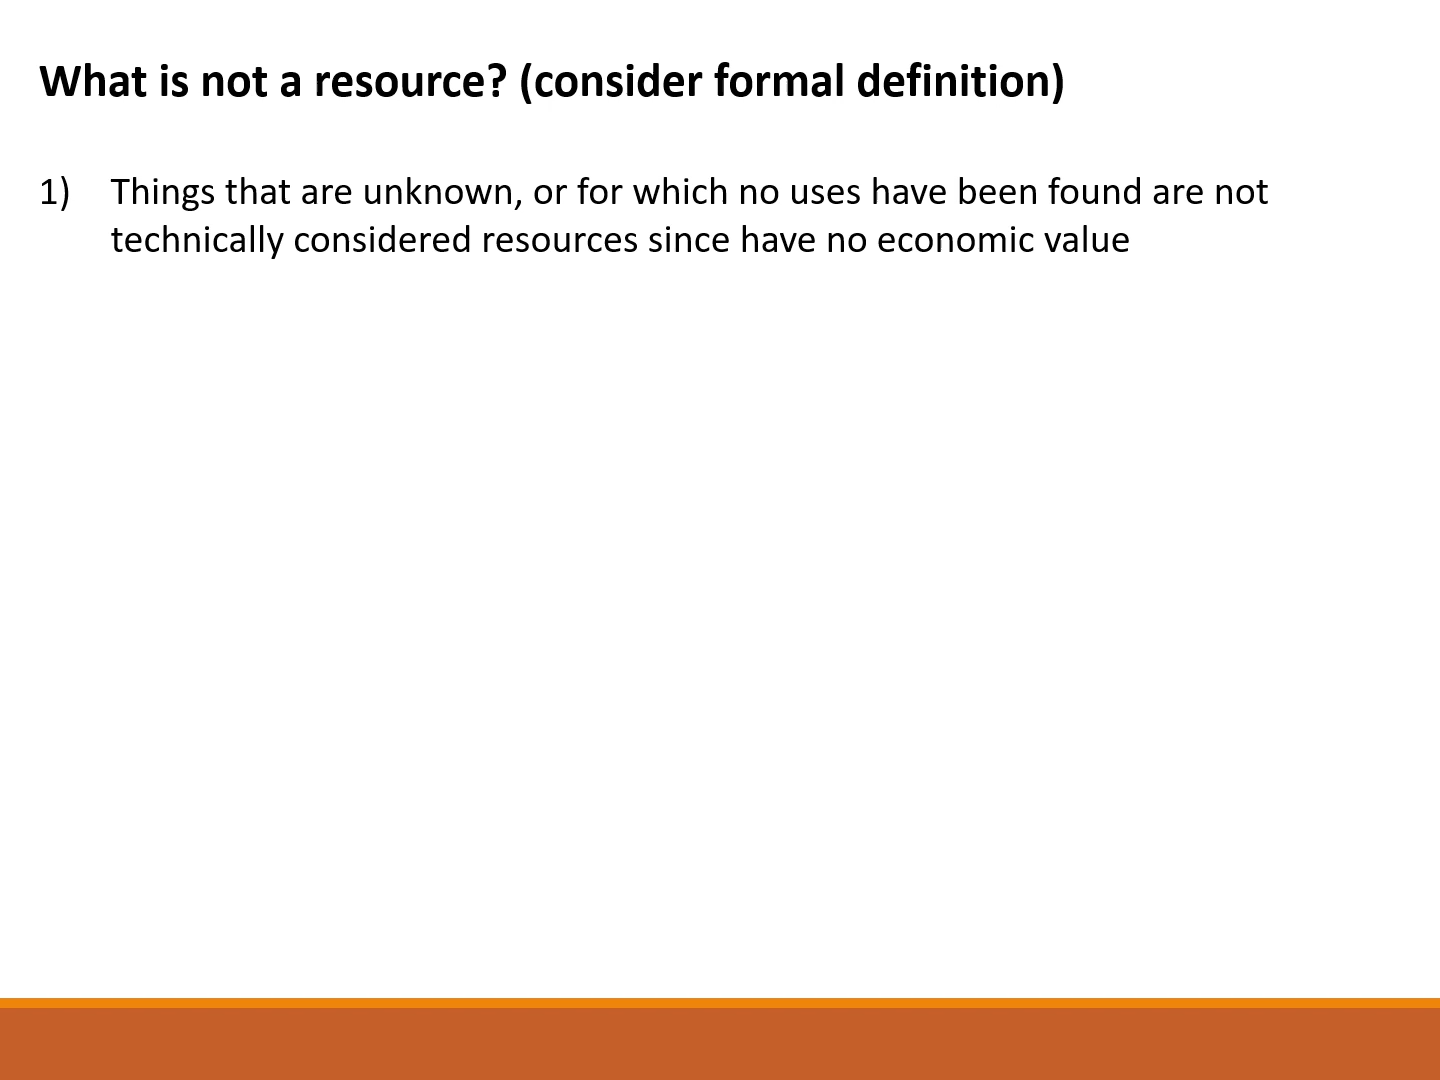 What is not a resource? (consider formal definition)
1) Things that are unknown, or for which no uses have been found are not
technically considered resources since have no economic value